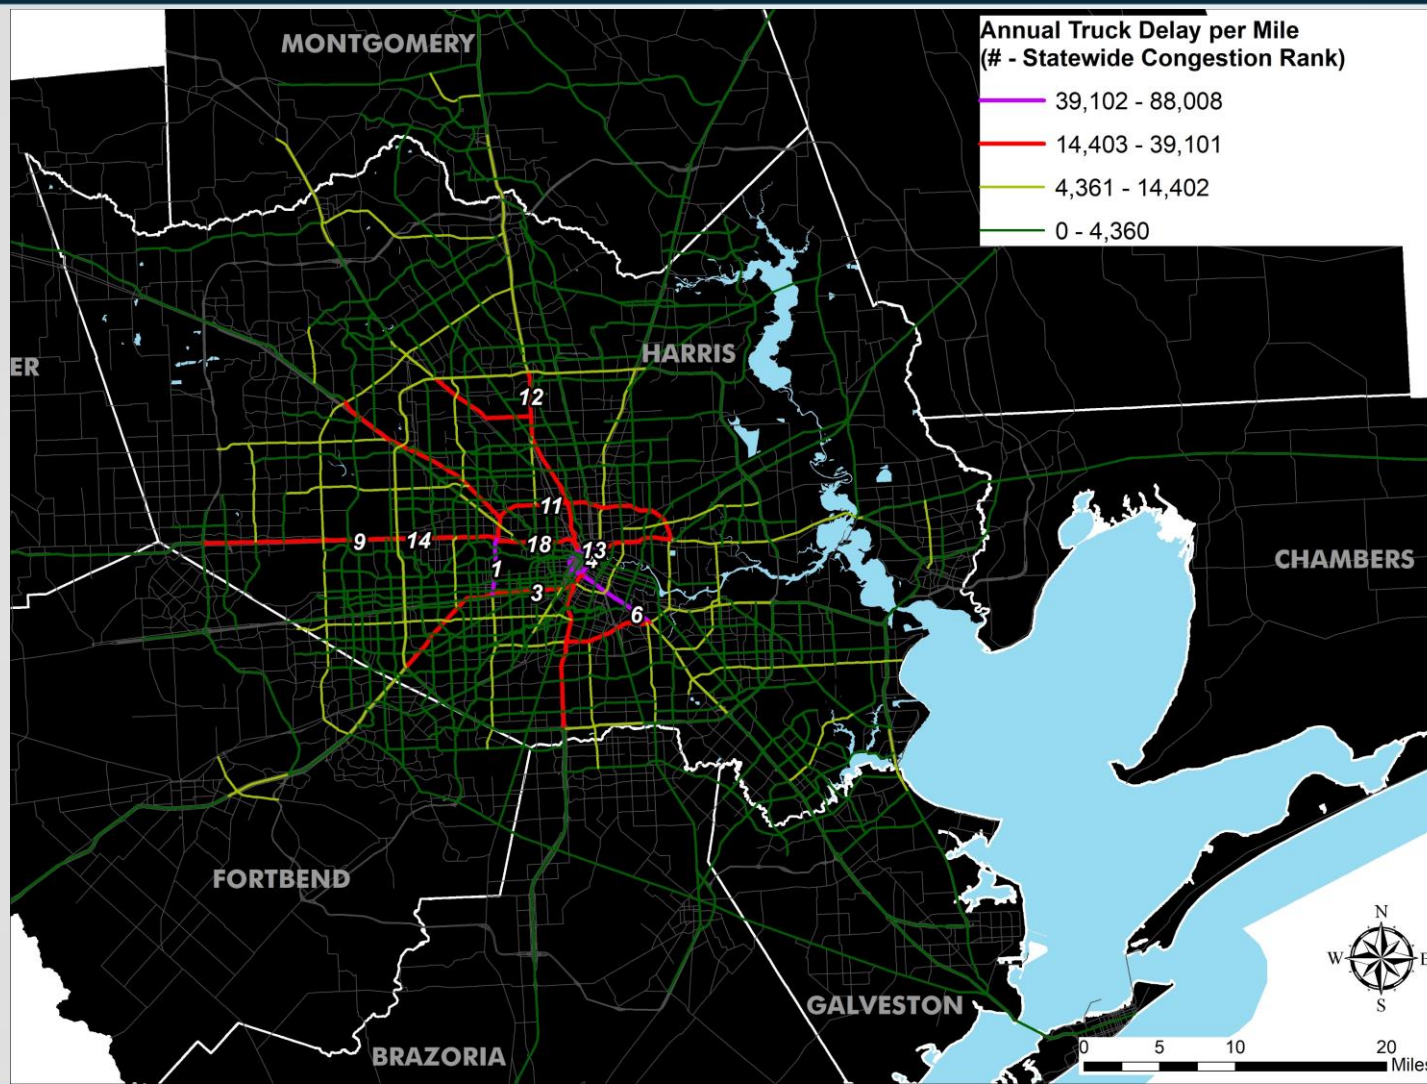 Annual Truck Delay per Mile
(# - Statewide Congestion Rank)
39,102 - 88,008
14,403 - 39,101
4,361 - 14,402
0 - 4,360
MONTGOMERY
HARRIS
ER
12
11
9
14
18
13
4
1
3
6
CHAMBERS
FORTBEND
GALVESTON
BRAZORIA
N
W
E
S
0 5 10 20
Miles